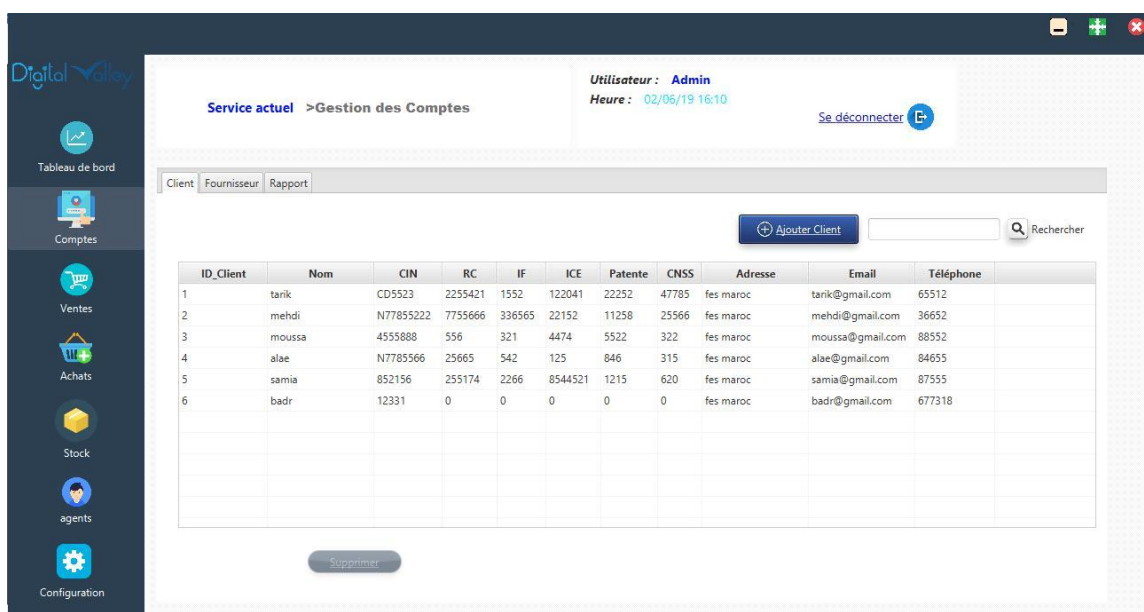 Digital Valley
Utilisateur : Admin
Service actuel >Gestion des Comptes
Heure : 02/06/19 16:10
Se déconnecter
Tableau de bord
Comptes
Ventes
Achats
Stock
agents
Configuration
Client Fournisseur Rapport
Ajouter Client Rechercher
ID_Client Nom CIN RC IF ICE Patente CNSS Adresse Email Téléphone
1 tarik CD5523 2255421 1552 122041 22252 47785 fes maroc tarik@gmail.com 65512
2 mehdi N77855222 7755666 336565 22152 11258 25566 fes maroc mehdi@gmail.com 36652
3 moussa 4555888 556 321 4474 5522 322 fes maroc moussa@gmail.com 88552
4 alae N7785566 25665 542 125 846 315 fes maroc alae@gmail.com 84655
5 samia 852156 255174 2266 8544521 1215 620 fes maroc samia@gmail.com 87555
6 badr 12331 0 0 0 0 0 fes maroc badr@gmail.com 677318
Supprimer